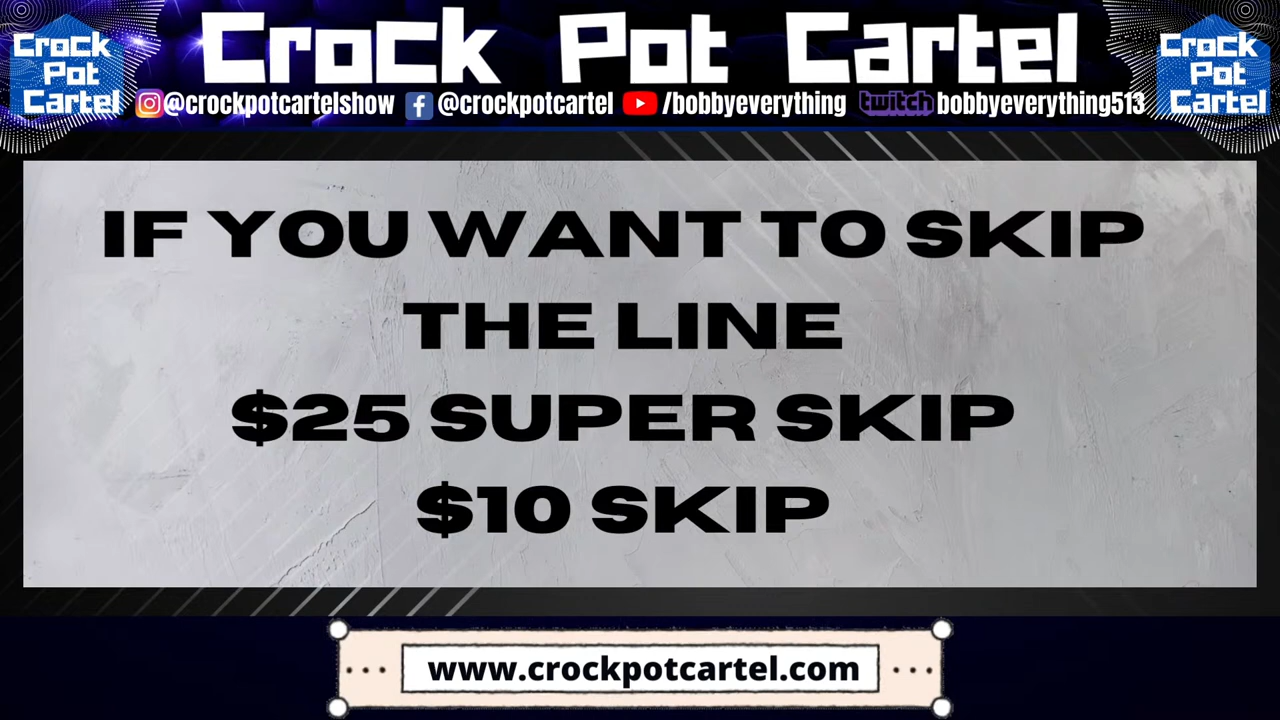 Crock Pot Cartel
Crock
Pot
Cartel
@crockpotcartelshow @crockpotcartel /bobbyeverything twitch bobbyeverything513
Crock
Pot
Cartel
IF YOU WANT TO SKIP
THE LINE
$25 SUPER SKIP
$10 SKIP
www.crockpotcartel.com